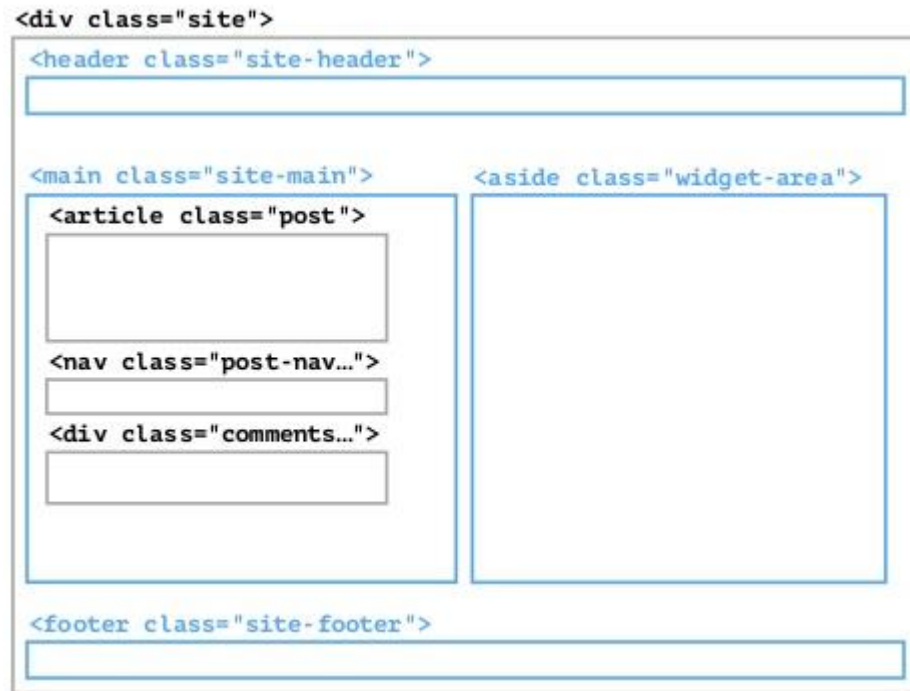 <div class="site">
<header class="site-header">
<main class="site-main">
<aside class="widget-area">
<article class="post">
<nav class="post-nav…">
<div class="comments…">
<footer class="site-footer">